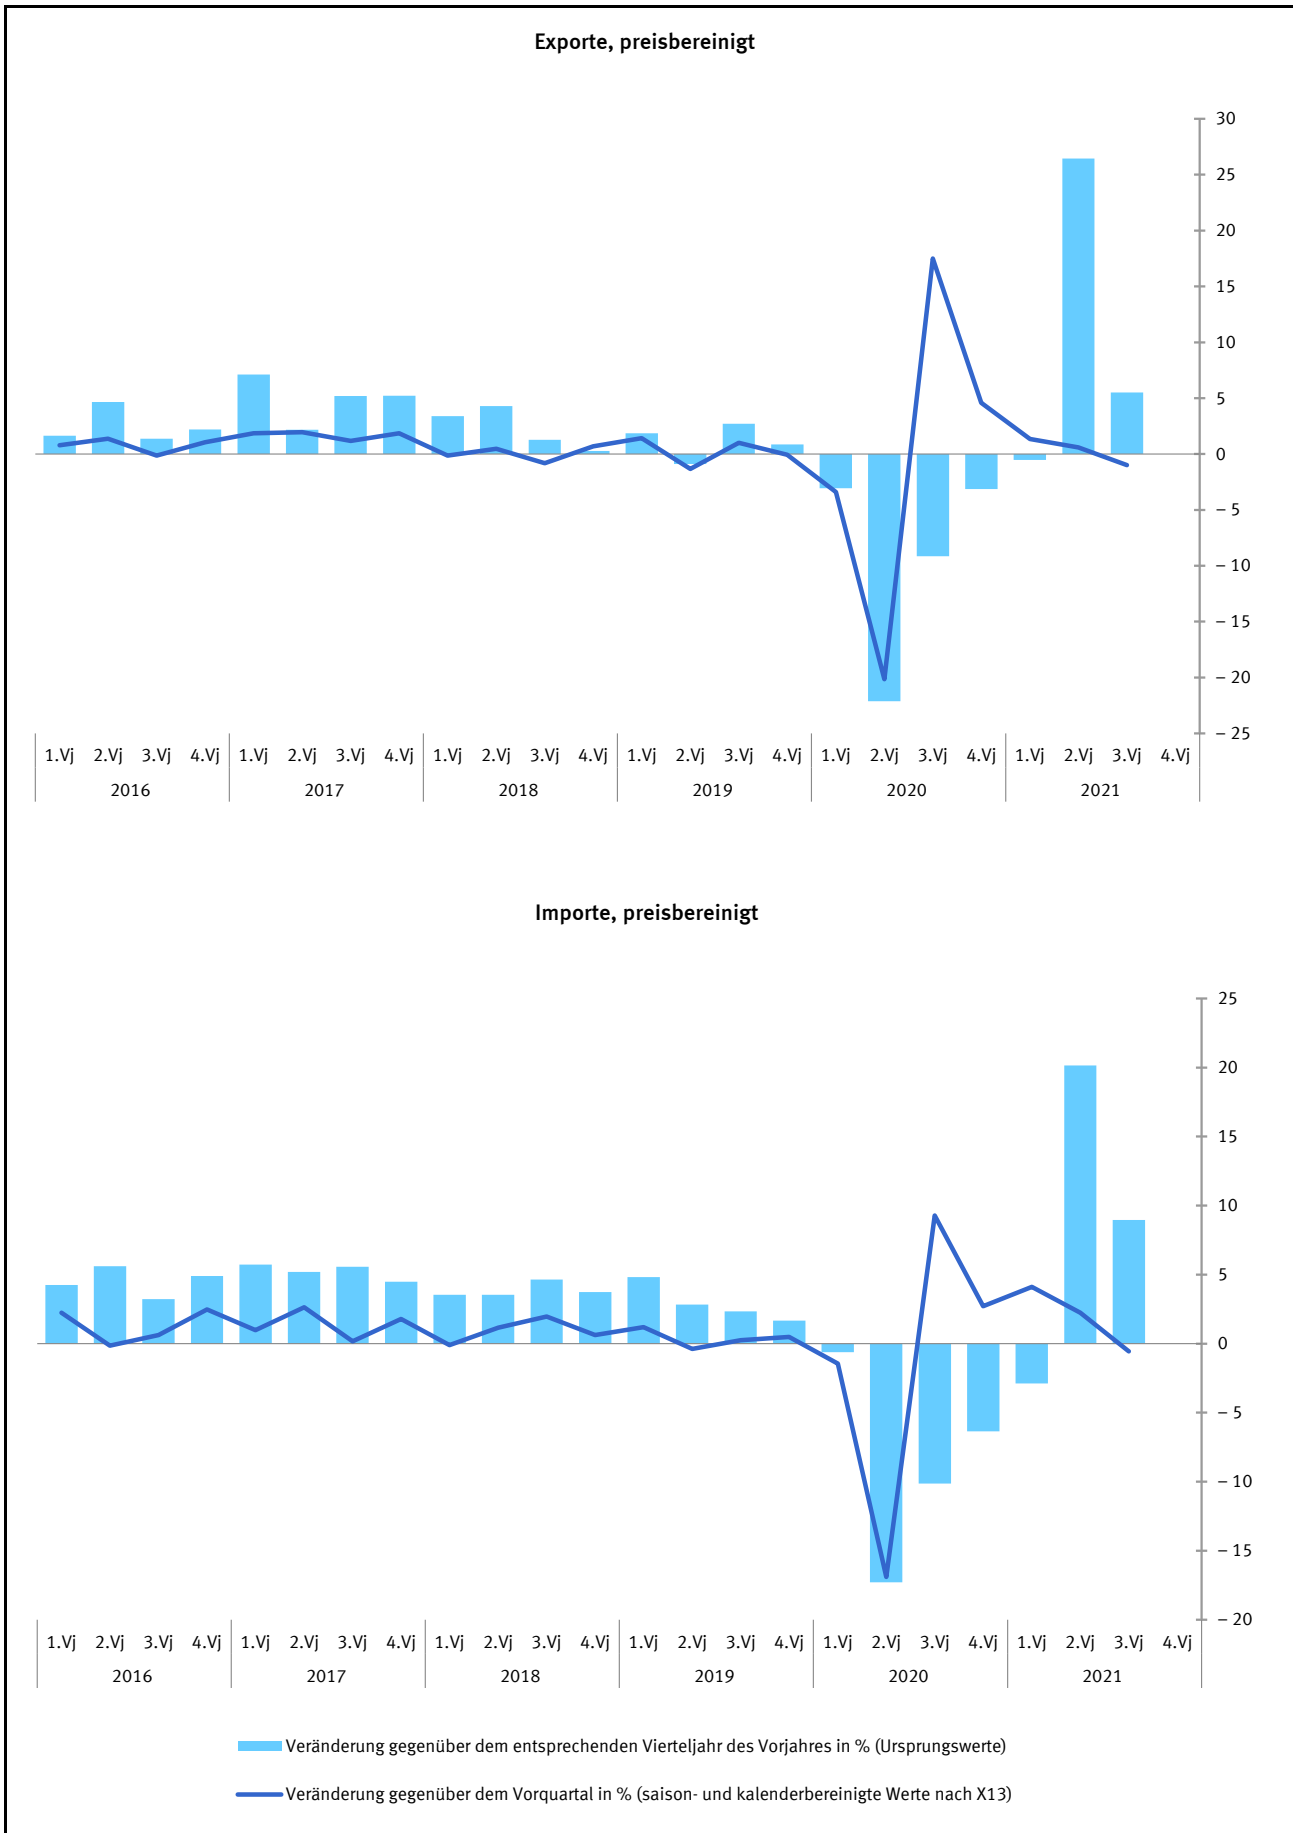 Exporte, preisbereinigt
30
25
20
15
10
5
0
– 5
– 10
– 15
– 20
– 25
1.Vj 2.Vj 3.Vj 4.Vj 1.Vj 2.Vj 3.Vj 4.Vj 1.Vj 2.Vj 3.Vj 4.Vj 1.Vj 2.Vj 3.Vj 4.Vj 1.Vj 2.Vj 3.Vj 4.Vj 1.Vj 2.Vj 3.Vj 4.Vj
2016 2017 2018 2019 2020 2021
Importe, preisbereinigt
25
20
15
10
5
0
– 5
– 10
– 15
– 20
1.Vj 2.Vj 3.Vj 4.Vj 1.Vj 2.Vj 3.Vj 4.Vj 1.Vj 2.Vj 3.Vj 4.Vj 1.Vj 2.Vj 3.Vj 4.Vj 1.Vj 2.Vj 3.Vj 4.Vj 1.Vj 2.Vj 3.Vj 4.Vj
2016 2017 2018 2019 2020 2021
Veränderung gegenüber dem entsprechenden Vierteljahr des Vorjahres in % (Ursprungswerte)
Veränderung gegenüber dem Vorquartal in % (saison- und kalenderbereinigte Werte nach X13)